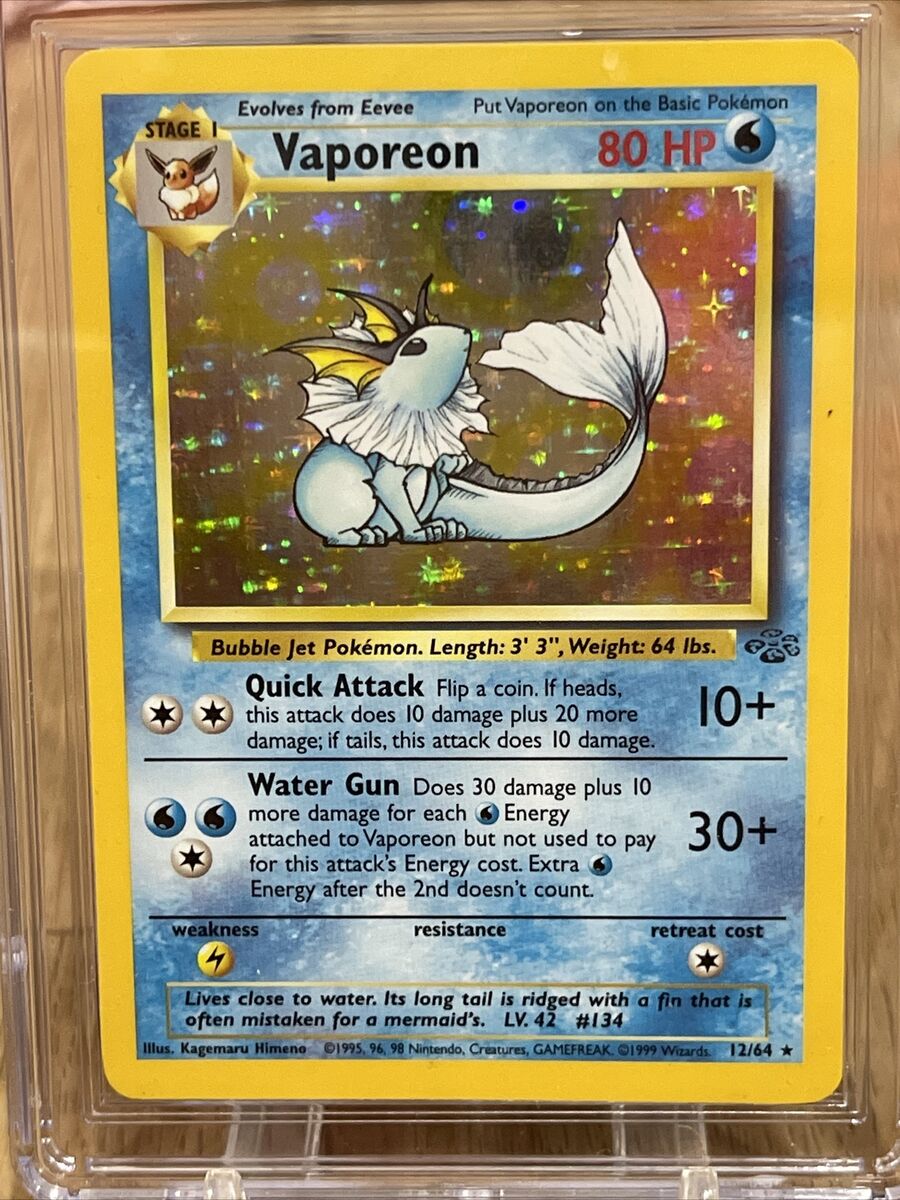 Evolves from Eevee Put Vaporeon on the Basic Pokémon
STAGE 1
Vaporeon 80 HP
Bubble Jet Pokémon. Length: 3' 3", Weight: 64 lbs.
Quick Attack Flip a coin. If heads,
this attack does 10 damage plus 20 more
damage; if tails, this attack does 10 damage.
10+
Water Gun Does 30 damage plus 10
more damage for each Energy
attached to Vaporeon but not used to pay
for this attack's Energy cost. Extra
Energy after the 2nd doesn't count.
30+
weakness resistance retreat cost
Lives close to water. Its long tail is ridged with a fin that is
often mistaken for a mermaid's. LV. 42 #134
Illus. Kagemaru Himeno ©1995, 96, 98 Nintendo, Creatures, GAMEFREAK. ©1999 Wizards. 12/64 ★